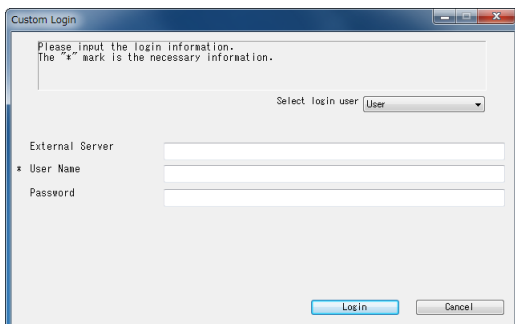 Custom Login
Please input the login information.
The "*" mark is the necessary information.
Select login user User
External Server
* User Name
Password
Login Cancel